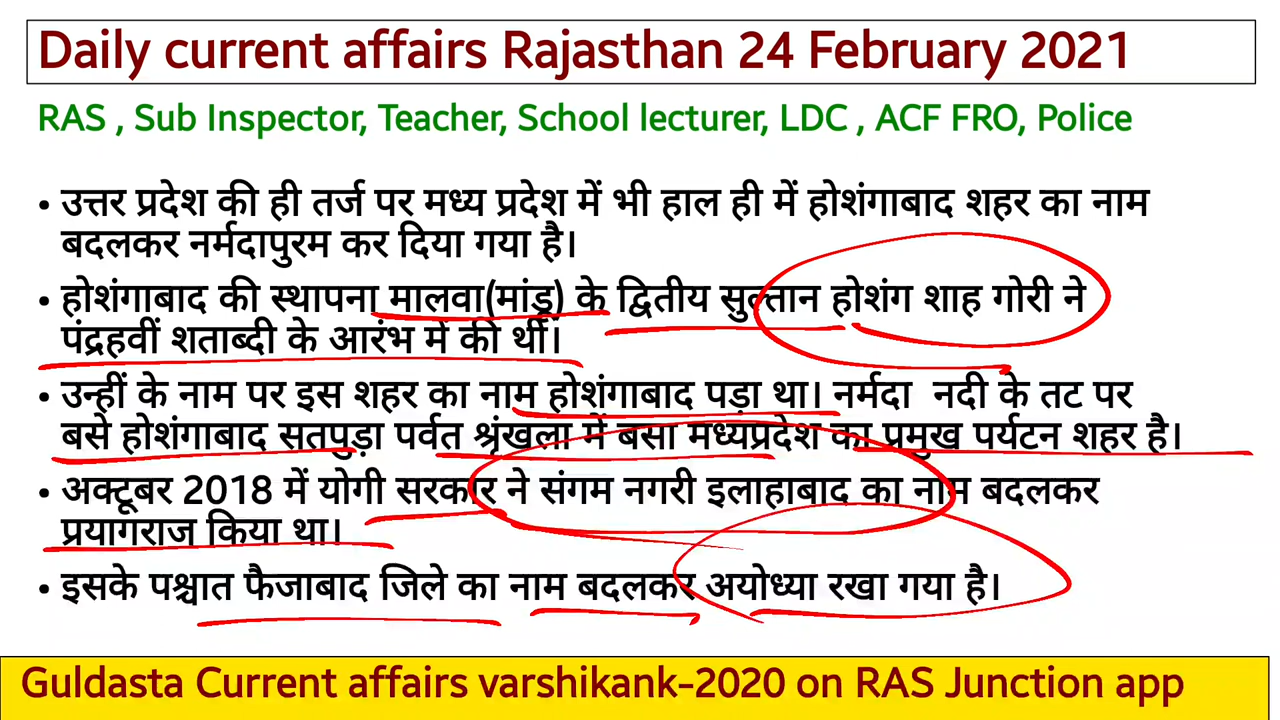 Daily current affairs Rajasthan 24 February 2021
RAS , Sub Inspector, Teacher, School lecturer, LDC , ACF FRO, Police
• उत्तर प्रदेश की ही तर्ज पर मध्य प्रदेश में भी हाल ही में होशंगाबाद शहर का नाम
बदलकर नर्मदापुरम कर दिया गया है।
• होशंगाबाद की स्थापना मालवा(मांडू) के द्वितीय सुल्तान होशंग शाह गोरी ने
पंद्रहवीं शताब्दी के आरंभ में की थी।
• उन्हीं के नाम पर इस शहर का नाम होशंगाबाद पड़ा था। नर्मदा नदी के तट पर
बसे होशंगाबाद सतपुड़ा पर्वत श्रृंखला में बसा मध्यप्रदेश का प्रमुख पर्यटन शहर है।
• अक्टूबर 2018 में योगी सरकार ने संगम नगरी इलाहाबाद का नाम बदलकर
प्रयागराज किया था।
• इसके पश्चात फैजाबाद जिले का नाम बदलकर अयोध्या रखा गया है।
Guldasta Current affairs varshikank-2020 on RAS Junction app